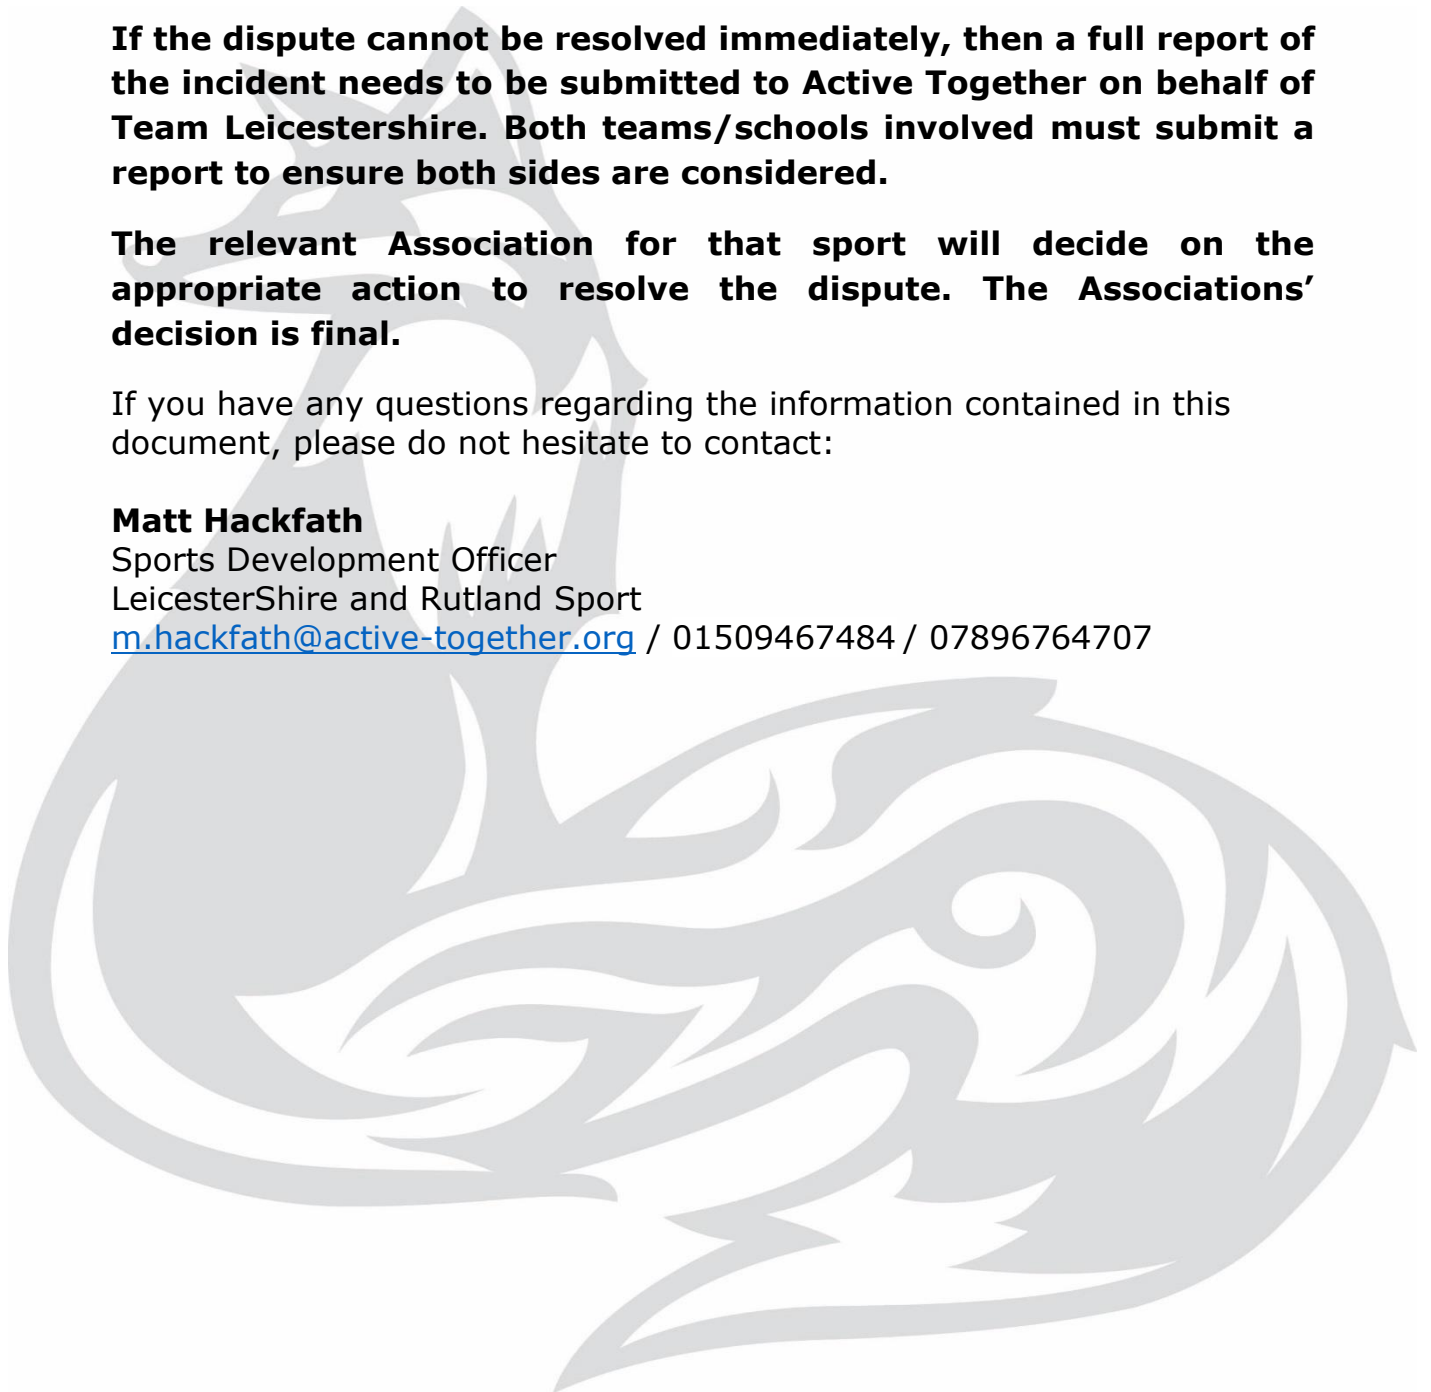 If the dispute cannot be resolved immediately, then a full report of
the incident needs to be submitted to Active Together on behalf of
Team Leicestershire. Both teams/schools involved must submit a
report to ensure both sides are considered.
The relevant Association for that sport will decide on the
appropriate action to resolve the dispute. The Associations’
decision is final.
If you have any questions regarding the information contained in this
document, please do not hesitate to contact:
Matt Hackfath
Sports Development Officer
LeicesterShire and Rutland Sport
m.hackfath@active-together.org / 01509467484 / 07896764707